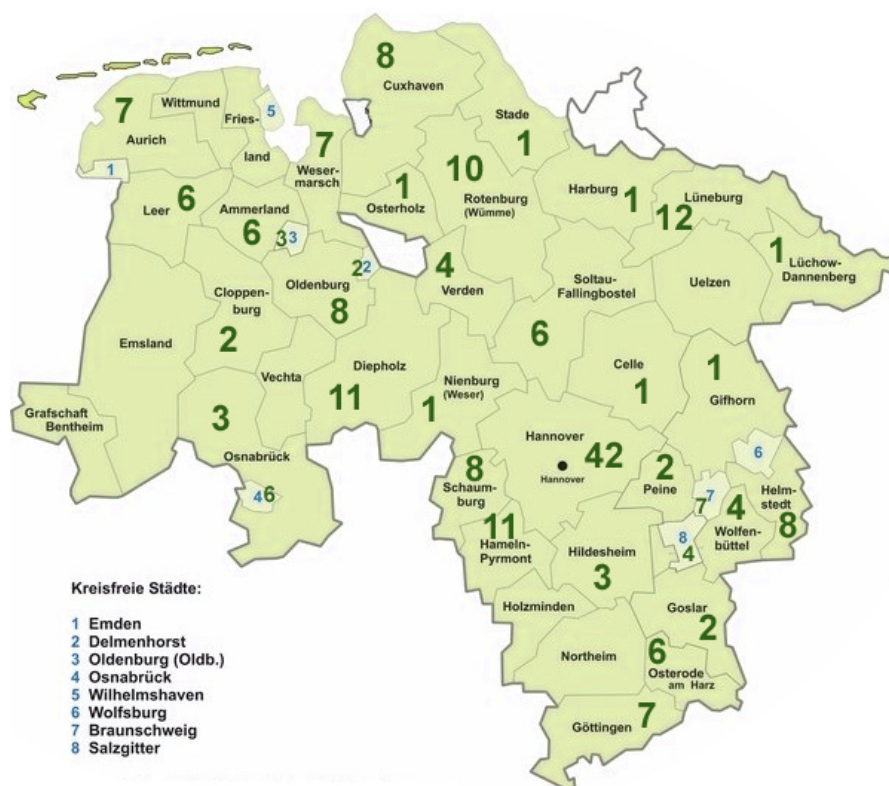 8
Cuxhaven
7
Wittmund
Fries-
land
5
Aurich
Stade
1
7
Weser-
marsch
10
1
1
Osterholz
Rotenburg
(Wümme)
Harburg
1
Lüneburg
12
6
Leer
Ammerland
6
3
3
1
Lüchow-
Dannenberg
2
2
Oldenburg
8
4
Verden
Soltau-
Fallingbostel
Uelzen
Cloppen-
burg
2
6
Emsland
Vechta
Diepholz
11
Nienburg
(Weser)
1
Celle
1
1
Gifhorn
Grafschaft
Bentheim
3
Osnabrück
4
6
Hannover
42
Hannover
8
Schaum-
burg
2
Peine
6
7
7
4
Wolfen-
büttel
Helm-
stedt
8
11
Hameln-
Pyrmont
Hildesheim
3
8
4
Holzminden
Goslar
2
Northeim
6
Osterode
am Harz
Göttingen
7
Kreisfreie Städte:
1 Emden
2 Delmenhorst
3 Oldenburg (Oldb.)
4 Osnabrück
5 Wilhelmshaven
6 Wolfsburg
7 Braunschweig
8 Salzgitter